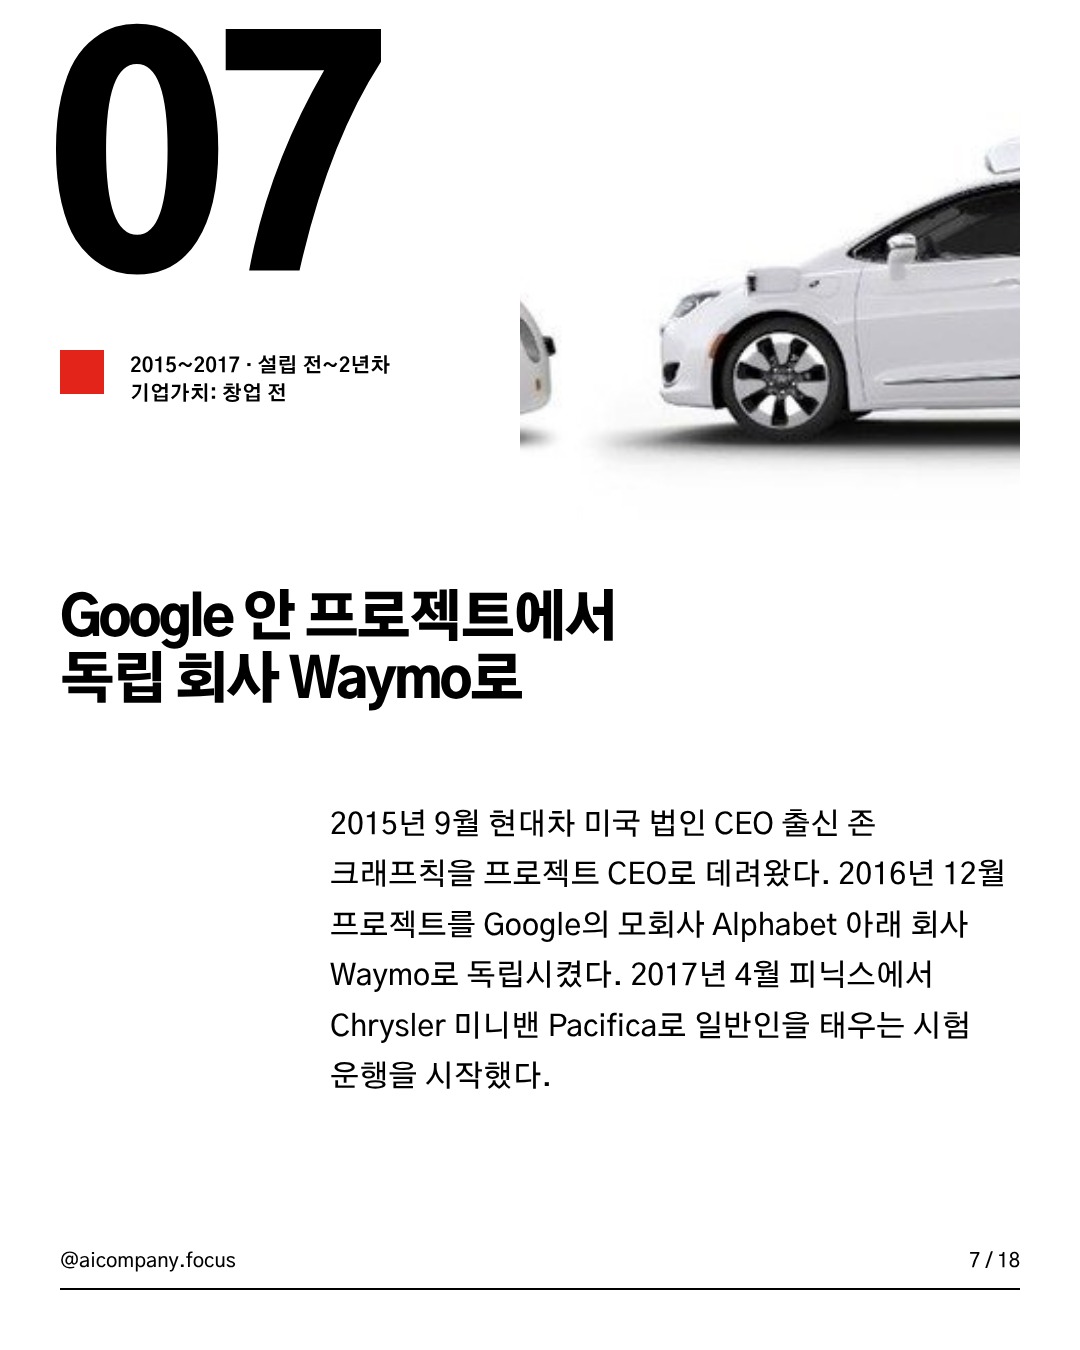 07
2015~2017 · 설립 전~2년차
기업가치: 창업 전
Google 안 프로젝트에서
독립 회사 Waymo로
2015년 9월 현대차 미국 법인 CEO 출신 존
크래프칙을 프로젝트 CEO로 데려왔다. 2016년 12월
프로젝트를 Google의 모회사 Alphabet 아래 회사
Waymo로 독립시켰다. 2017년 4월 피닉스에서
Chrysler 미니밴 Pacifica로 일반인을 태우는 시험
운행을 시작했다.
@aicompany.focus
7 / 18